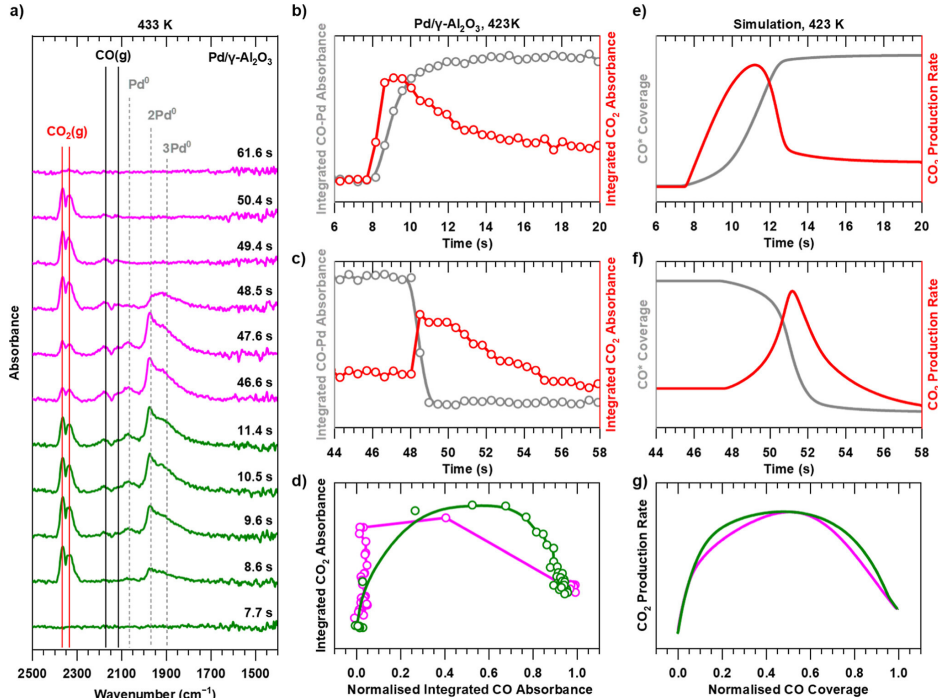 a)
433 K
CO(g)
Pd/γ-Al₂O₃
Pd⁰
2Pd⁰
3Pd⁰
CO₂(g)
61.6 s
50.4 s
49.4 s
48.5 s
47.6 s
46.6 s
11.4 s
10.5 s
9.6 s
8.6 s
7.7 s
Absorbance
2500 2300 2100 1900 1700 1500
Wavenumber (cm⁻¹)
b)
Pd/γ-Al₂O₃, 423K
Integrated CO-Pd Absorbance
Integrated CO₂ Absorbance
6 8 10 12 14 16 18 20
Time (s)
c)
Integrated CO-Pd Absorbance
Integrated CO₂ Absorbance
44 46 48 50 52 54 56 58
Time (s)
d)
Integrated CO₂ Absorbance
0.0 0.2 0.4 0.6 0.8 1.0
Normalised Integrated CO Absorbance
e)
Simulation, 423 K
CO* Coverage
CO₂ Production Rate
6 8 10 12 14 16 18 20
Time (s)
f)
CO* Coverage
CO₂ Production Rate
44 46 48 50 52 54 56 58
Time (s)
g)
CO₂ Production Rate
0.0 0.2 0.4 0.6 0.8 1.0
Normalised CO Coverage